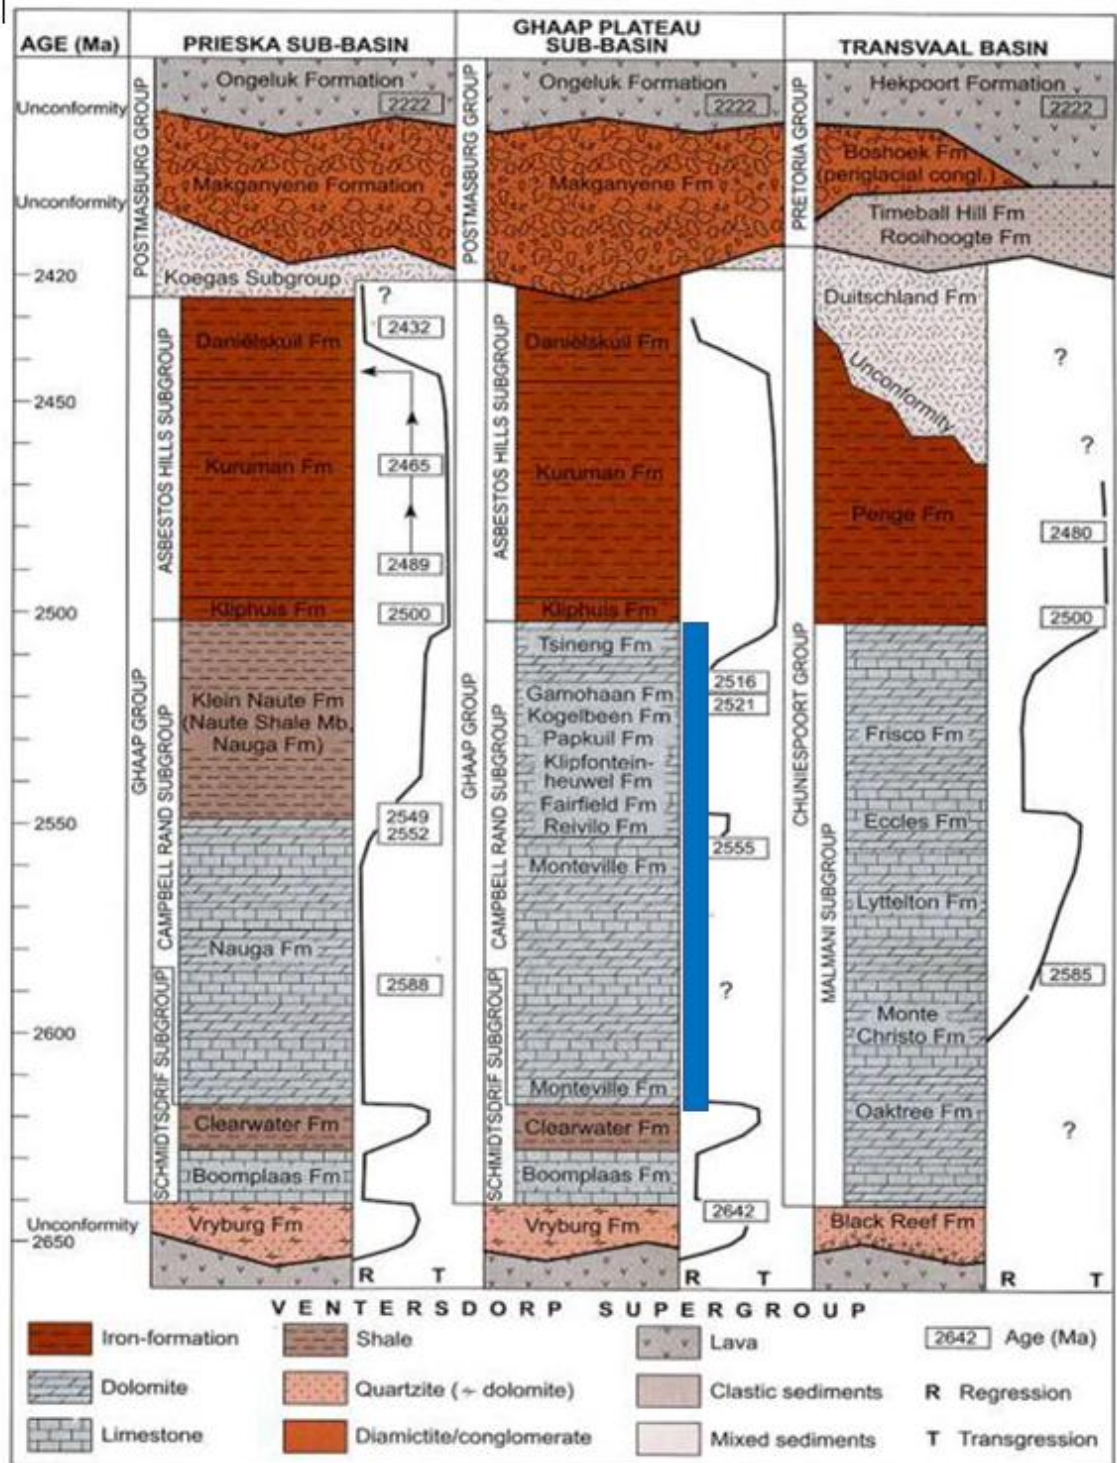 AGE (Ma)
PRIESKA SUB-BASIN
GHAAP PLATEAU
SUB-BASIN
TRANSVAAL BASIN
Unconformity
Unconformity
2420
2450
2500
2550
2600
Unconformity
2650
POSTMASBURG GROUP
GHAAP GROUP
ASBESTOS HILLS SUBGROUP
CAMPBELL RAND SUBGROUP
SCHMIDTSDRIF SUBGROUP
Ongeluk Formation
2222
Makganyene Formation
Koegas Subgroup
?
2432
Daniëlskuil Fm
Kuruman Fm
2465
2489
Kliphuis Fm
2500
Klein Naute Fm
(Naute Shale Mb,
Nauga Fm)
2549
2552
Nauga Fm
2588
Clearwater Fm
Boomplaas Fm
Vryburg Fm
R T
POSTMASBURG GROUP
GHAAP GROUP
ASBESTOS HILLS SUBGROUP
CAMPBELL RAND SUBGROUP
SCHMIDTSDRIF SUBGROUP
Ongeluk Formation
2222
Makganyene Fm
Daniëlskuil Fm
Kuruman Fm
Kliphuis Fm
Tsineng Fm
2516
Gamohaan Fm
2521
Kogelbeen Fm
Papkuil Fm
Klipfontein-
heuwel Fm
Fairfield Fm
Reivilo Fm
2555
Monteville Fm
?
Monteville Fm
Clearwater Fm
Boomplaas Fm
2642
Vryburg Fm
R T
PRETORIA GROUP
CHUNIESPOORT GROUP
MALMANI SUBGROUP
Hekpoort Formation
2222
Boshoek Fm
(periglacial congl.)
Timeball Hill Fm
Rooihoogte Fm
Duitschland Fm
?
Unconformity
?
Penge Fm
2480
2500
Frisco Fm
Eccles Fm
Lyttelton Fm
2585
Monte
Christo Fm
Oaktree Fm
?
Black Reef Fm
R T
VENTERSDORP SUPERGROUP
Iron-formation
Shale
Lava
2642 Age (Ma)
Dolomite
Quartzite (~ dolomite)
Clastic sediments
R Regression
Limestone
Diamictite/conglomerate
Mixed sediments
T Transgression